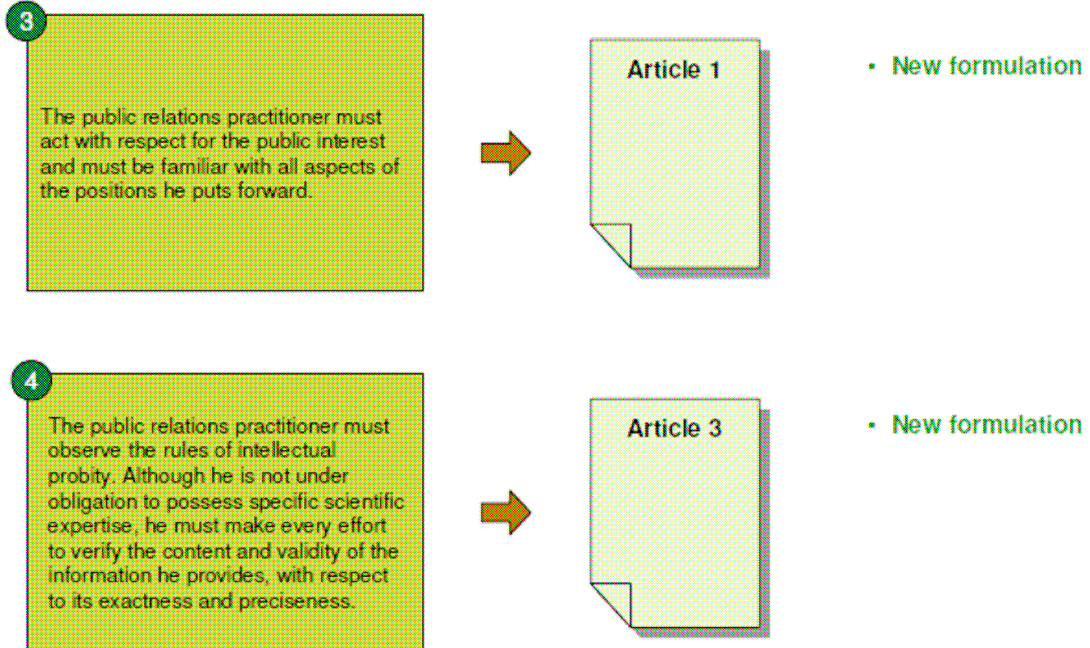 3
The public relations practitioner must
act with respect for the public interest
and must be familiar with all aspects of
the positions he puts forward.
Article 1
• New formulation
4
The public relations practitioner must
observe the rules of intellectual
probity. Although he is not under
obligation to possess specific scientific
expertise, he must make every effort
to verify the content and validity of the
information he provides, with respect
to its exactness and preciseness.
Article 3
• New formulation